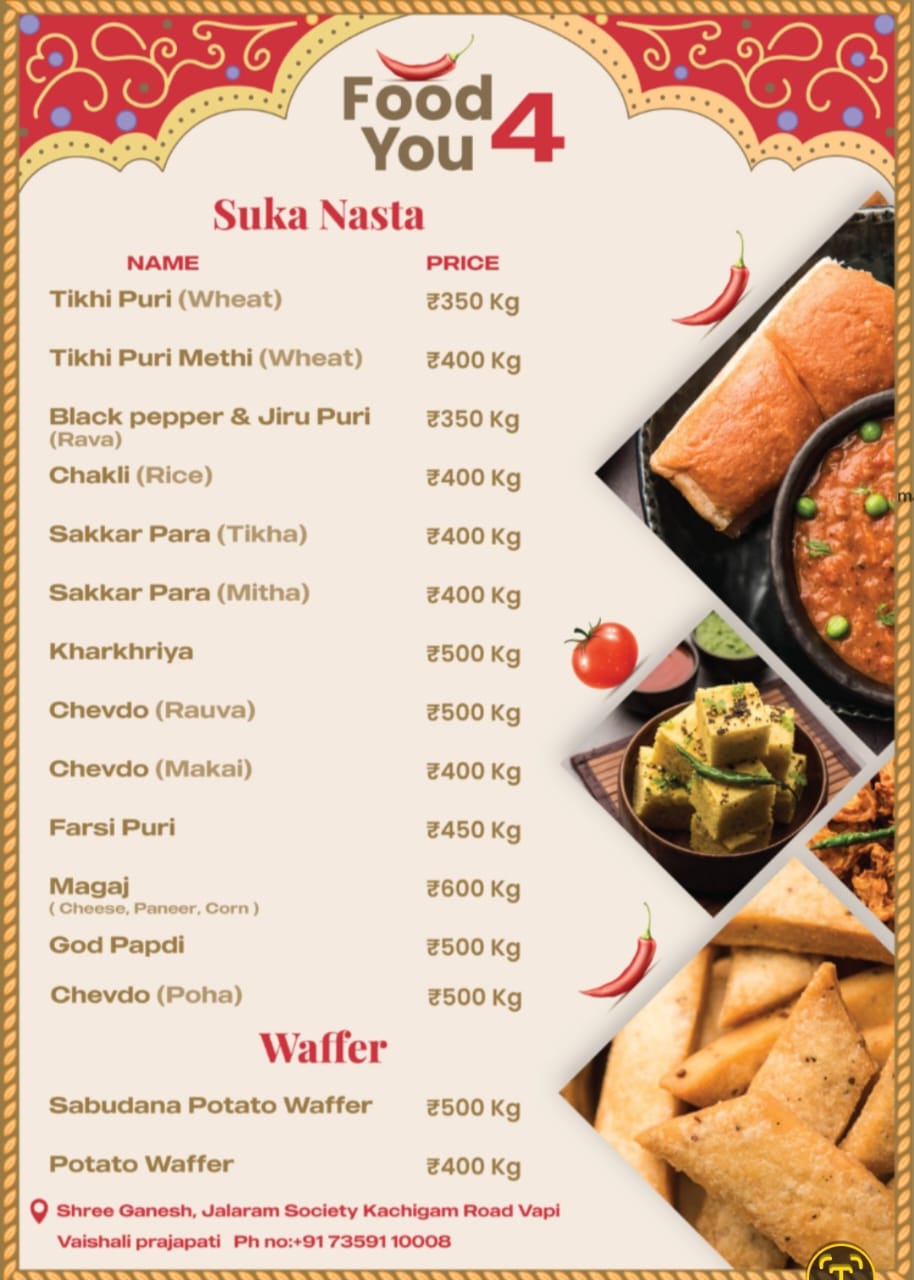 Food
You 4
Suka Nasta
NAME PRICE
Tikhi Puri (Wheat) ₹350 Kg
Tikhi Puri Methi (Wheat) ₹400 Kg
Black pepper & Jiru Puri ₹350 Kg
(Rava)
Chakli (Rice) ₹400 Kg
Sakkar Para (Tikha) ₹400 Kg
Sakkar Para (Mitha) ₹400 Kg
Kharkhriya ₹500 Kg
Chevdo (Rauva) ₹500 Kg
Chevdo (Makai) ₹400 Kg
Farsi Puri ₹450 Kg
Magaj ₹600 Kg
( Cheese, Paneer, Corn )
God Papdi ₹500 Kg
Chevdo (Poha) ₹500 Kg
Waffer
Sabudana Potato Waffer ₹500 Kg
Potato Waffer ₹400 Kg
Shree Ganesh, Jalaram Society Kachigam Road Vapi
Vaishali prajapati Ph no:+91 73591 10008